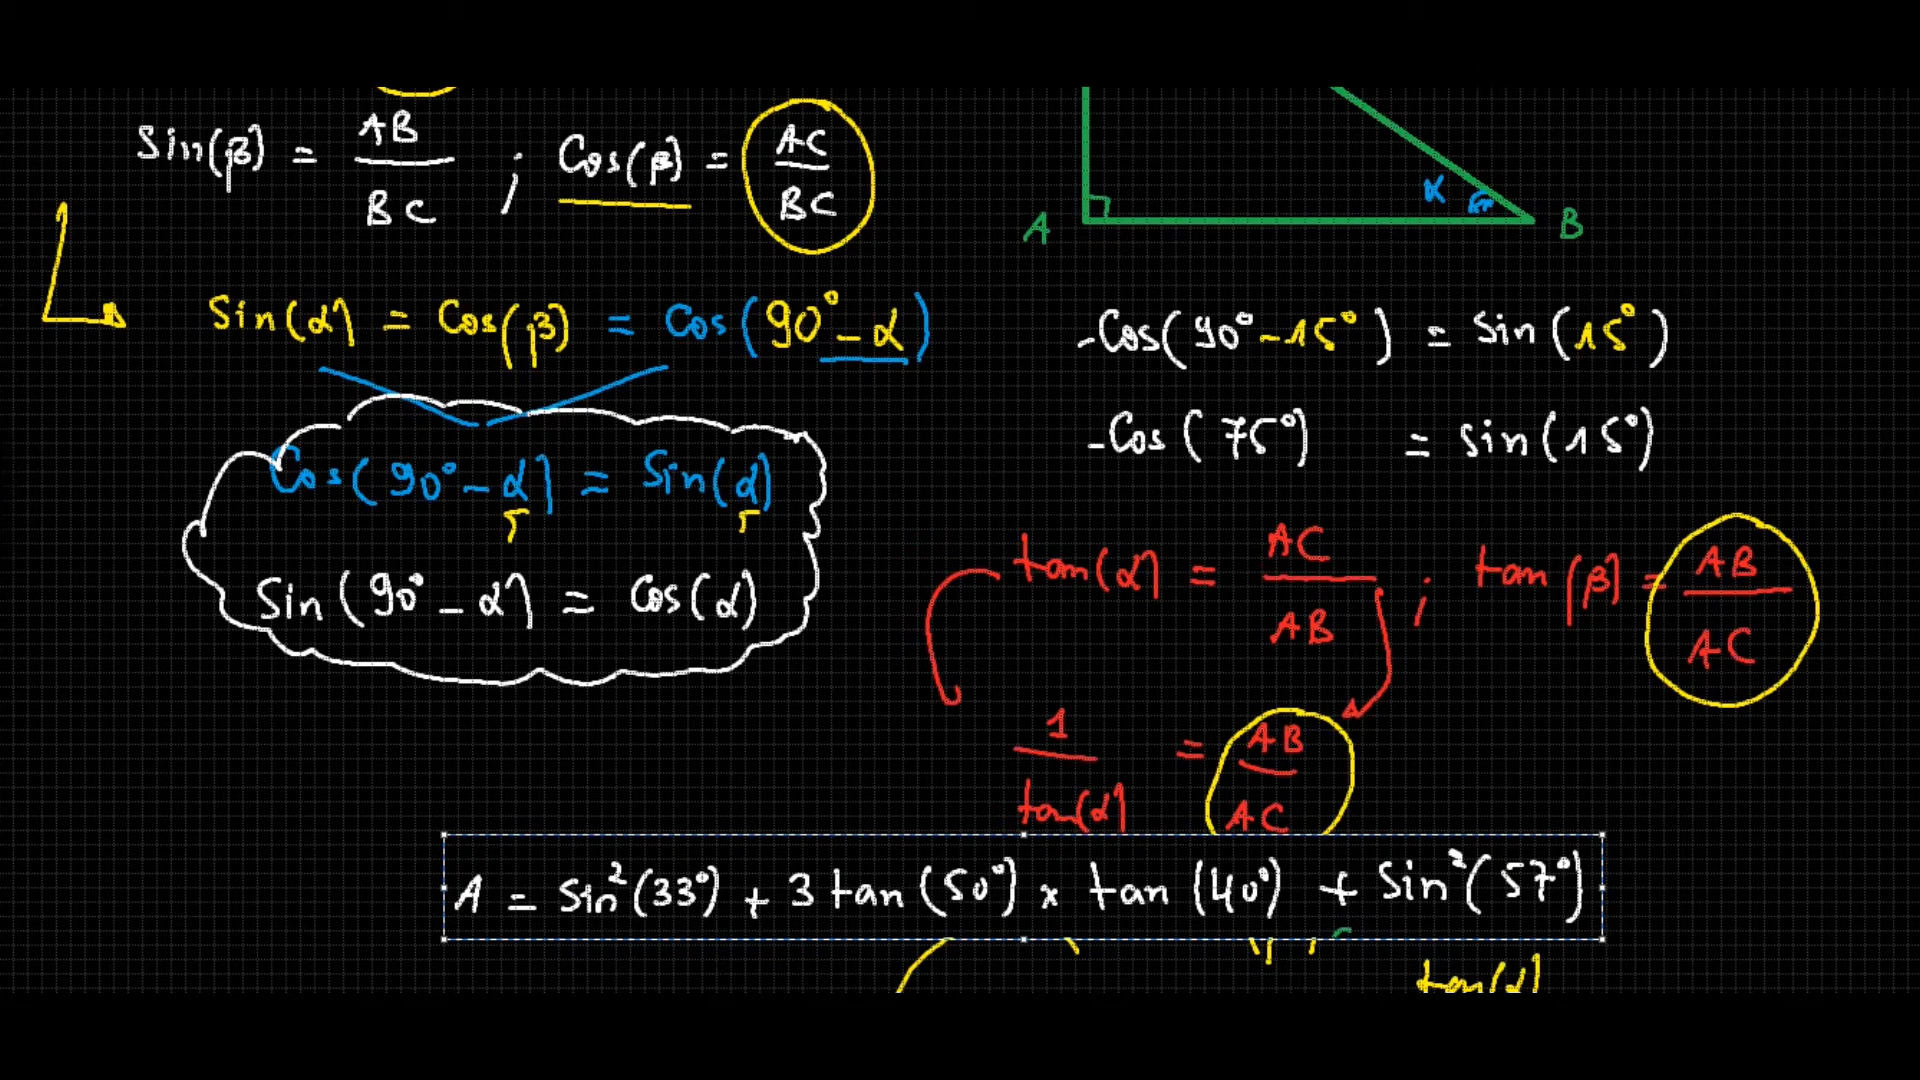 Sin(β) = AB/BC ; Cos(β) = AC/BC
α
A B
Sin(α) = Cos(β) = Cos(90° - α)
-Cos(90° - 15°) = Sin(15°)
-Cos(75°) = Sin(15°)
Cos(90° - α) = Sin(α)
Sin(90° - α) = Cos(α)
tan(α) = AC/AB ; tan(β) = AB/AC
1/tan(α) = AB/AC
A = Sin²(33°) + 3 tan(50°) × tan(40°) + Sin²(57°)
tan(α)